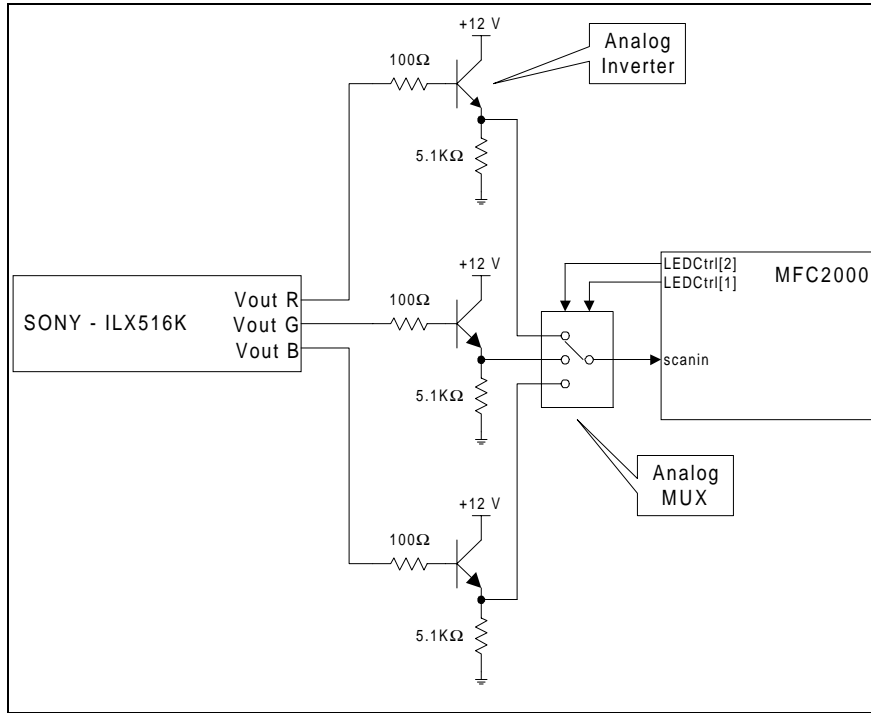 +12 V
Analog
Inverter
100Ω
5.1KΩ
+12 V
LEDCtrl[2]
MFC2000
LEDCtrl[1]
Vout R
100Ω
SONY - ILX516K
Vout G
Vout B
scanin
5.1KΩ
Analog
MUX
+12 V
100Ω
5.1KΩ